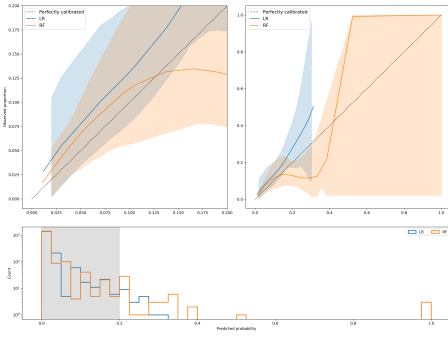 Perfectly calibrated
LR
RF
0.200
0.175
0.150
0.125
0.100
0.075
0.050
0.025
0.000
Observed proportion
0.000 0.025 0.050 0.075 0.100 0.125 0.150 0.175 0.200
Perfectly calibrated
LR
RF
1.0
0.8
0.6
0.4
0.2
0.0
0.0 0.2 0.4 0.6 0.8 1.0
LR RF
10³
10²
10¹
10⁰
Count
0.0 0.2 0.4 0.6 0.8 1.0
Predicted probability